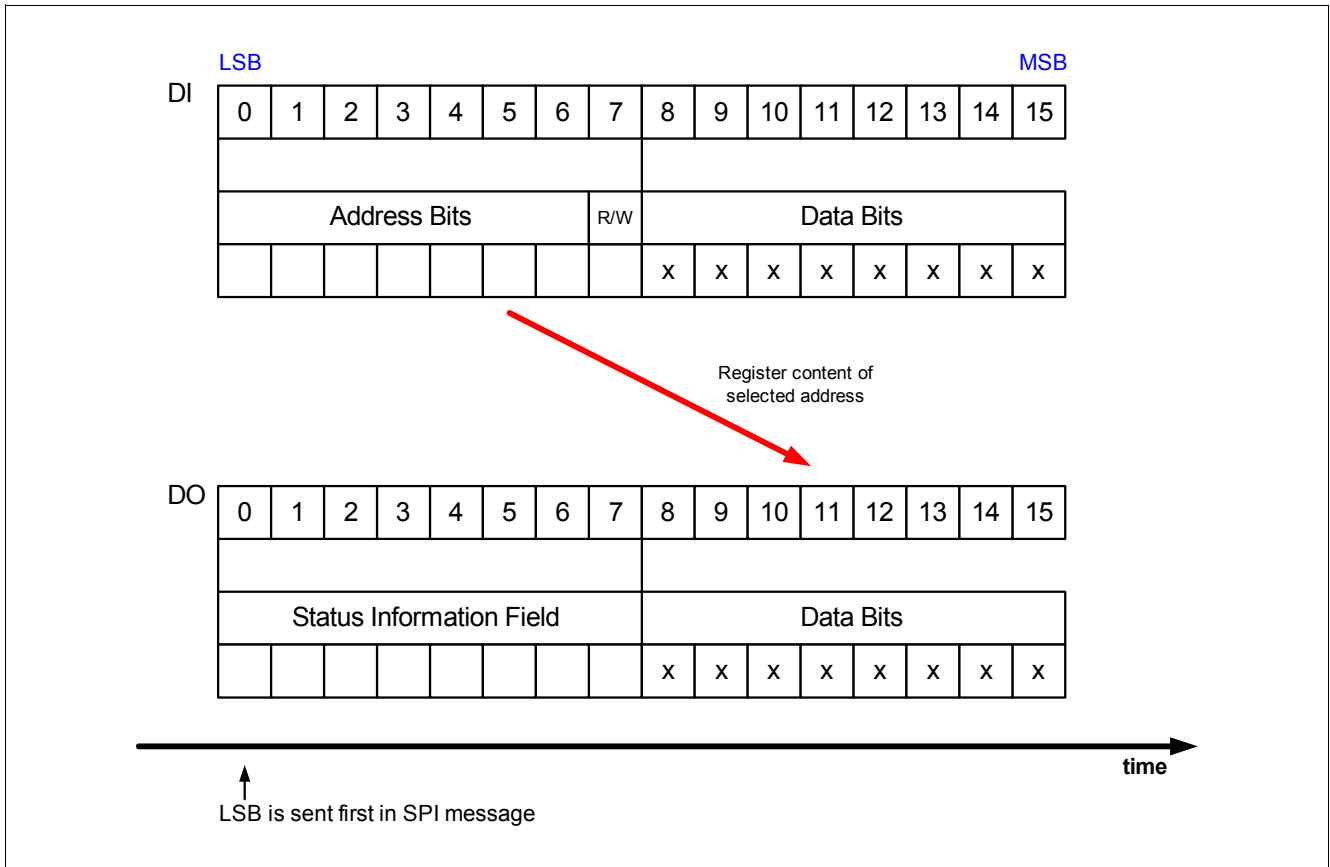 LSB MSB
DI 0 1 2 3 4 5 6 7 8 9 10 11 12 13 14 15
Address Bits R/W Data Bits
x x x x x x x x
Register content of
selected address
DO 0 1 2 3 4 5 6 7 8 9 10 11 12 13 14 15
Status Information Field Data Bits
x x x x x x x x
time
LSB is sent first in SPI message